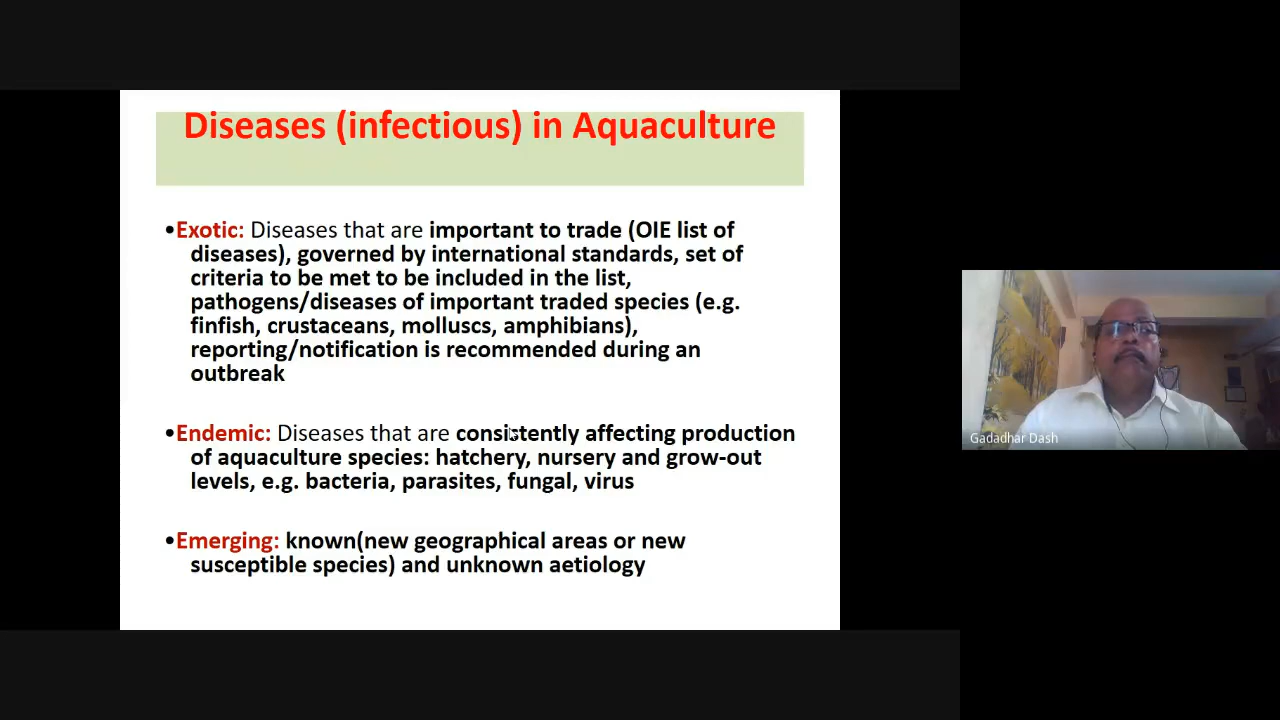 Diseases (infectious) in Aquaculture
•Exotic: Diseases that are important to trade (OIE list of
diseases), governed by international standards, set of
criteria to be met to be included in the list,
pathogens/diseases of important traded species (e.g.
finfish, crustaceans, molluscs, amphibians),
reporting/notification is recommended during an
outbreak
•Endemic: Diseases that are consistently affecting production
of aquaculture species: hatchery, nursery and grow-out
levels, e.g. bacteria, parasites, fungal, virus
•Emerging: known(new geographical areas or new
susceptible species) and unknown aetiology
Gadadhar Dash